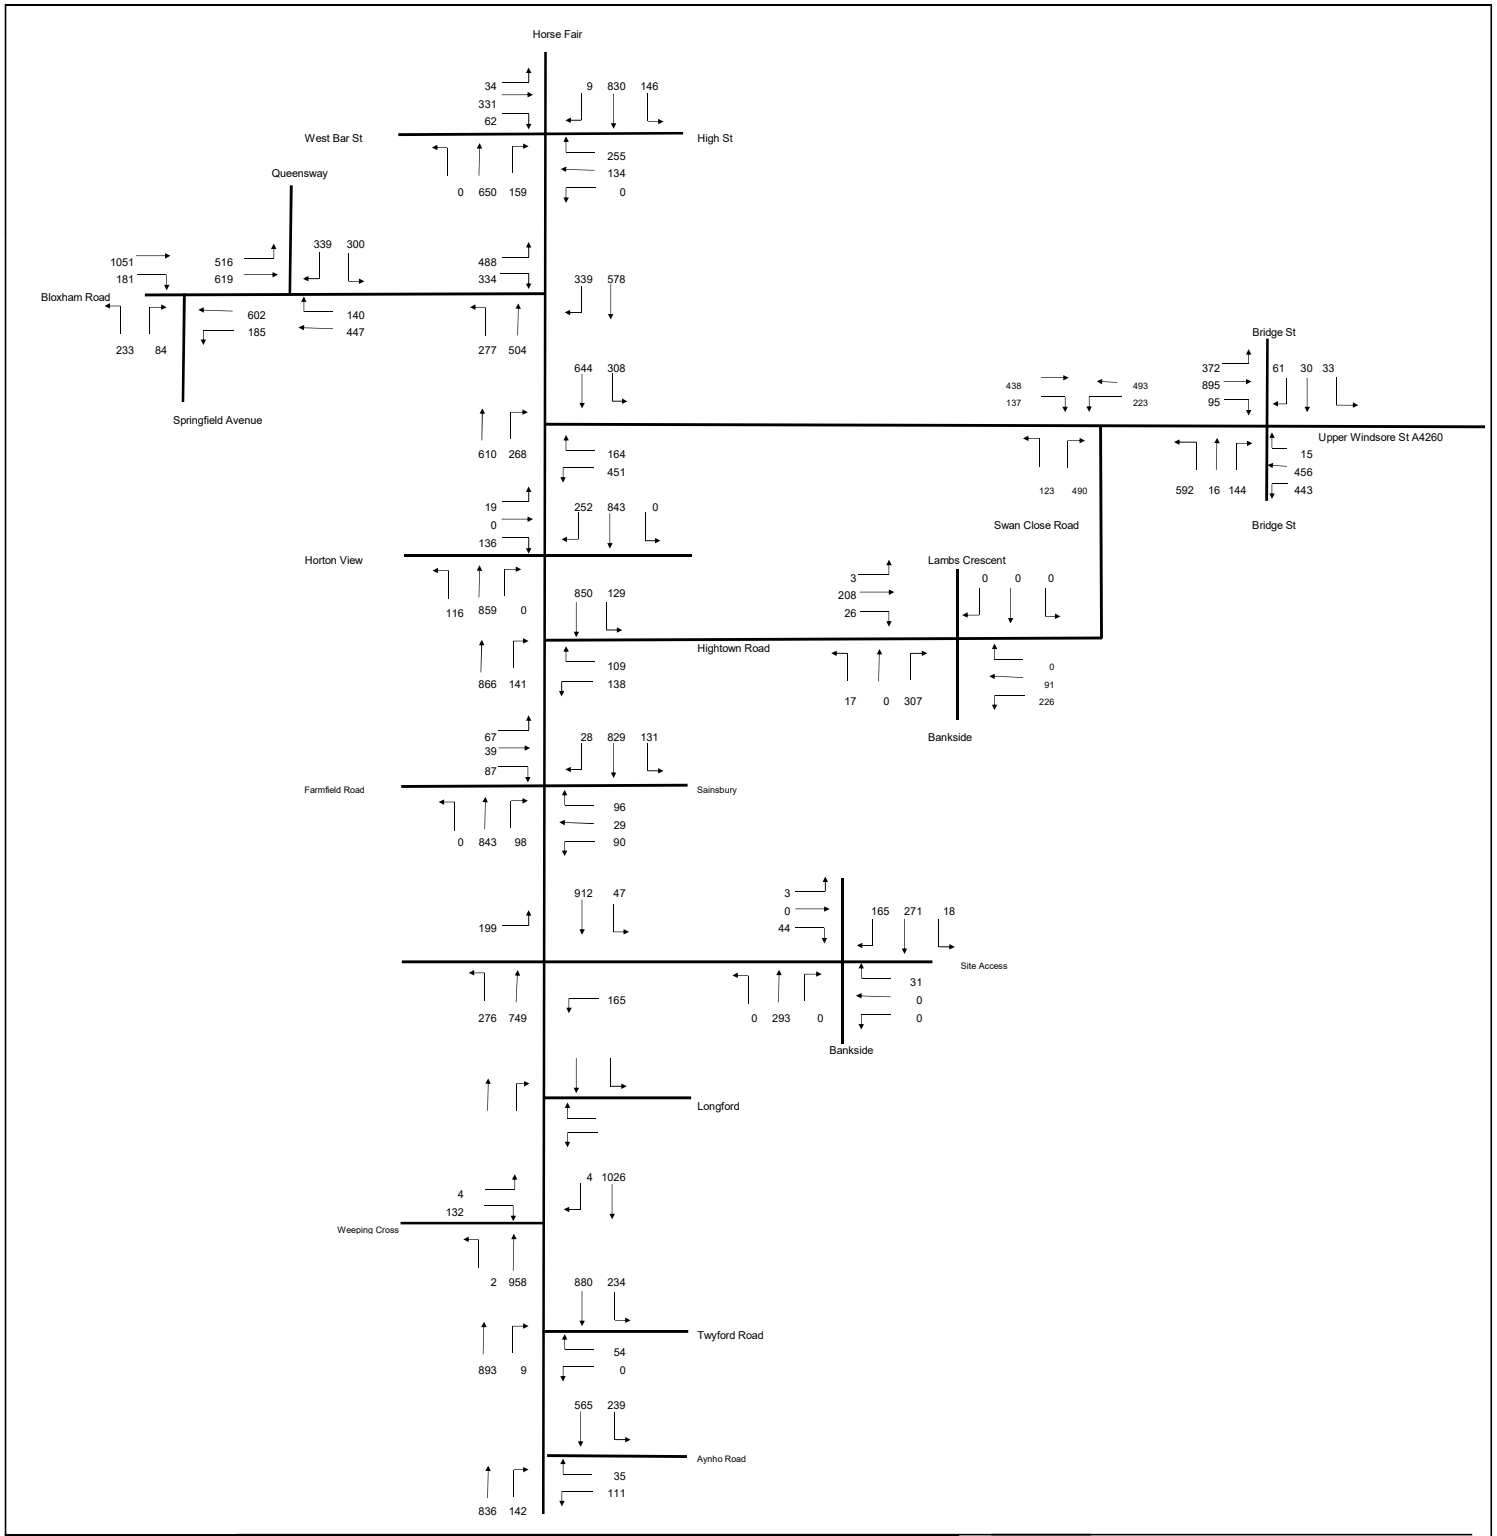 Horse Fair
34
9 830 146
331
62
West Bar St
High St
255
134
0
0 650 159
Queensway
339 300
1051
516
488
181
619
334
339 578
Bloxham Road
602
140
185
447
233 84
277 504
Springfield Avenue
Bridge St
644 308
372
61 30 33
438
493
895
137
223
95
Upper Windsore St A4260
610 268
164
15
451
456
123 490
592 16 144
443
19
252 843 0
0
136
Swan Close Road
Bridge St
Horton View
Lambs Crescent
116 859 0
850 129
3
0 0 0
208
26
Hightown Road
109
0
866 141
138
91
17 0 307
226
67
28 829 131
39
87
Bankside
Farmfield Road
Sainsbury
96
29
0 843 98
90
912 47
3
199
0
165 271 18
44
Site Access
31
165
0
276 749
0 293 0
0
Bankside
Longford
4
4 1026
132
Weeping Cross
2 958
880 234
Twyford Road
54
893 9
0
565 239
Aynho Road
35
111
836 142